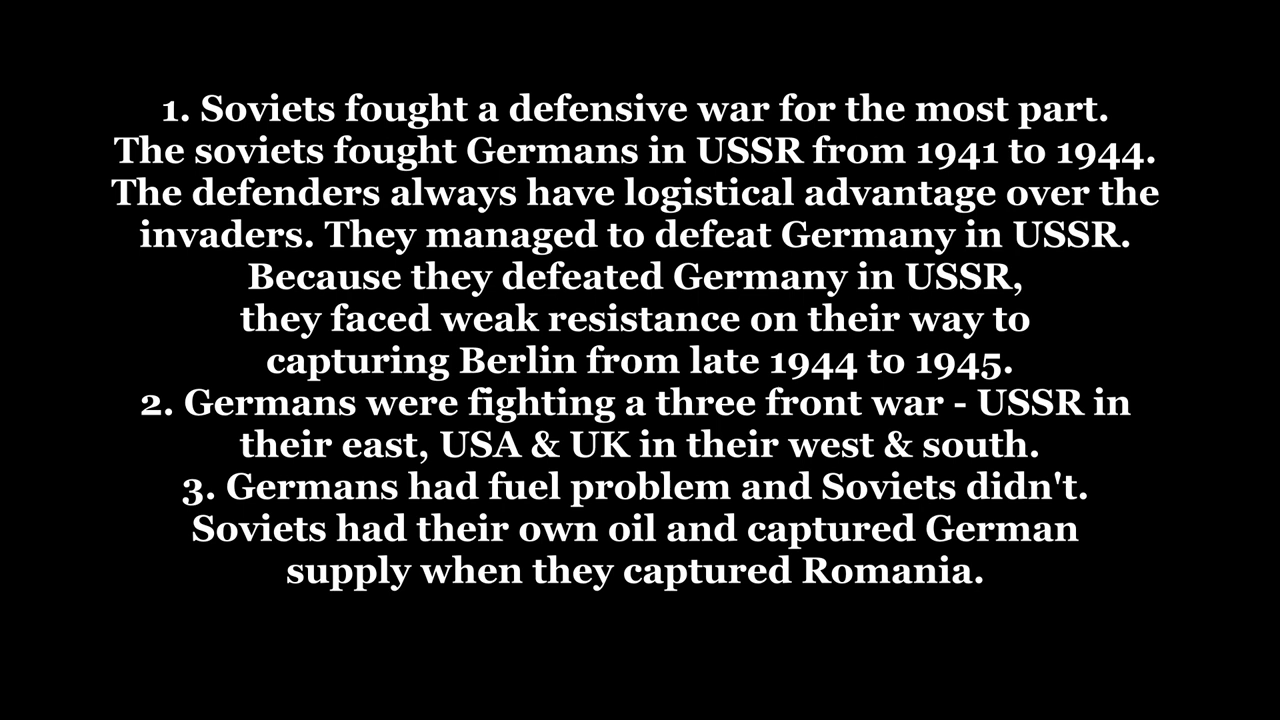 1. Soviets fought a defensive war for the most part.
The soviets fought Germans in USSR from 1941 to 1944.
The defenders always have logistical advantage over the
invaders. They managed to defeat Germany in USSR.
Because they defeated Germany in USSR,
they faced weak resistance on their way to
capturing Berlin from late 1944 to 1945.
2. Germans were fighting a three front war - USSR in
their east, USA & UK in their west & south.
3. Germans had fuel problem and Soviets didn't.
Soviets had their own oil and captured German
supply when they captured Romania.